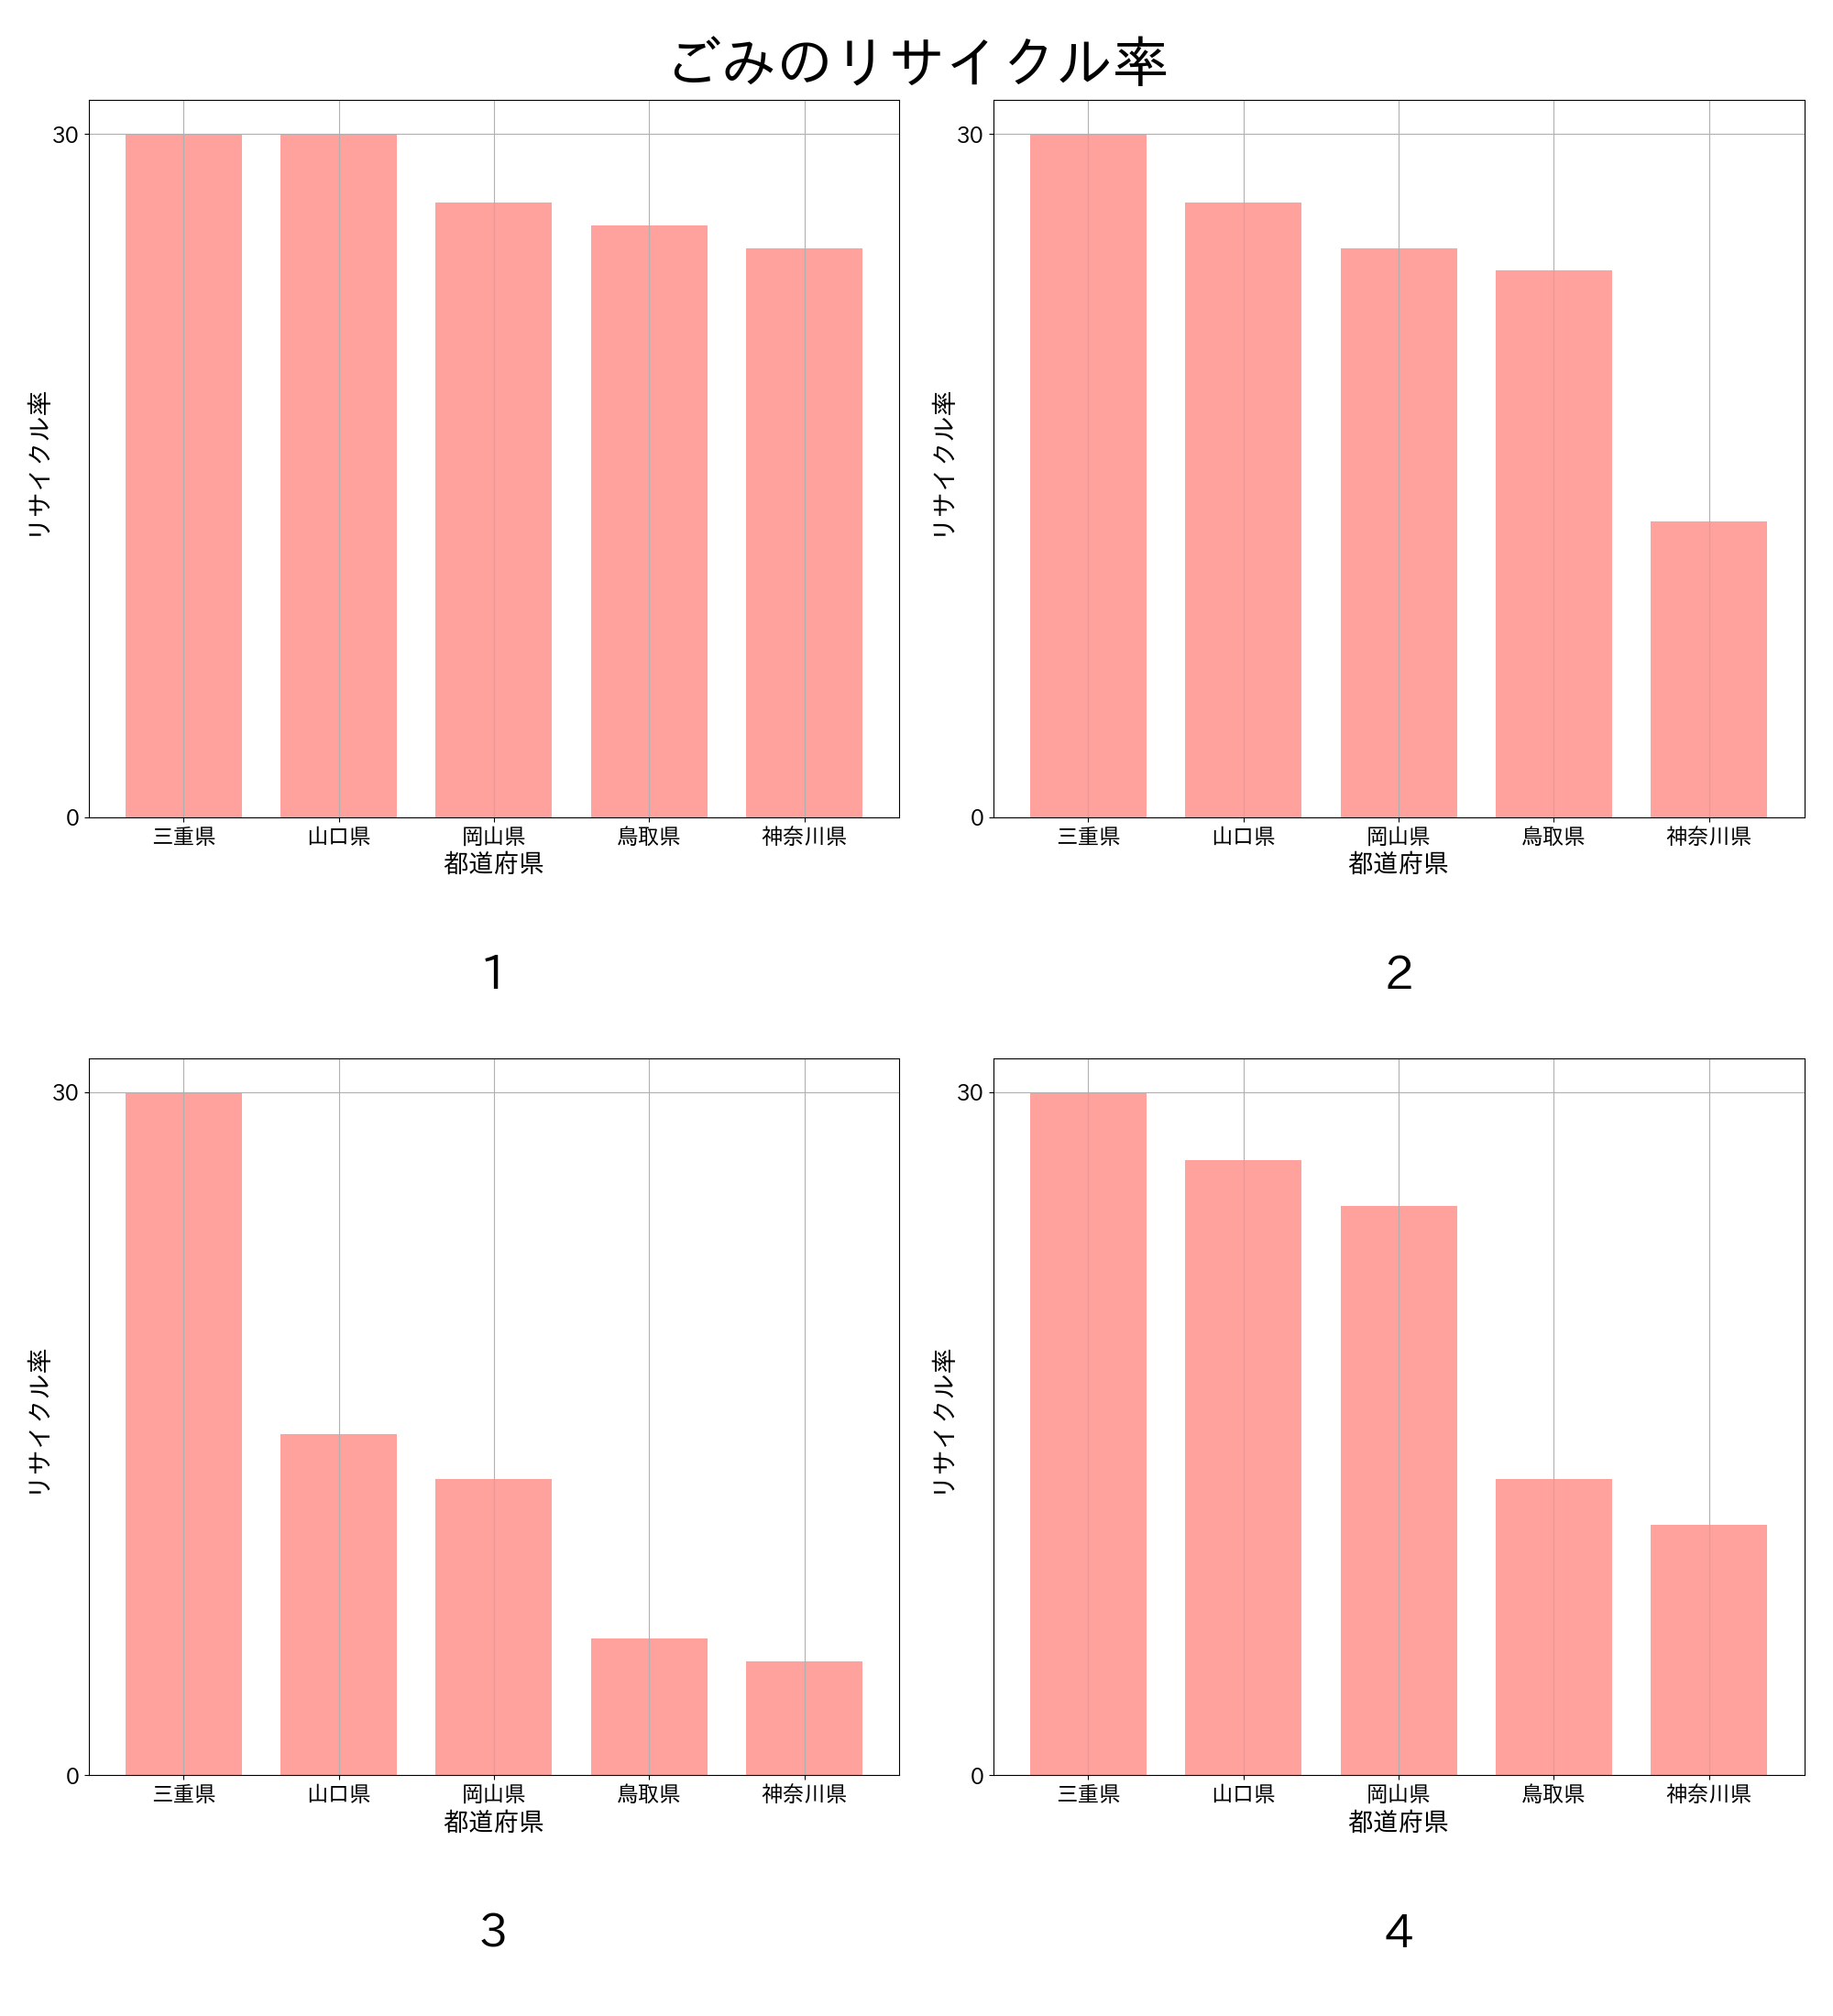 ごみのリサイクル率
30
0
リサイクル率
三重県 山口県 岡山県 鳥取県 神奈川県
都道府県
1
30
0
リサイクル率
三重県 山口県 岡山県 鳥取県 神奈川県
都道府県
2
30
0
リサイクル率
三重県 山口県 岡山県 鳥取県 神奈川県
都道府県
3
30
0
リサイクル率
三重県 山口県 岡山県 鳥取県 神奈川県
都道府県
4